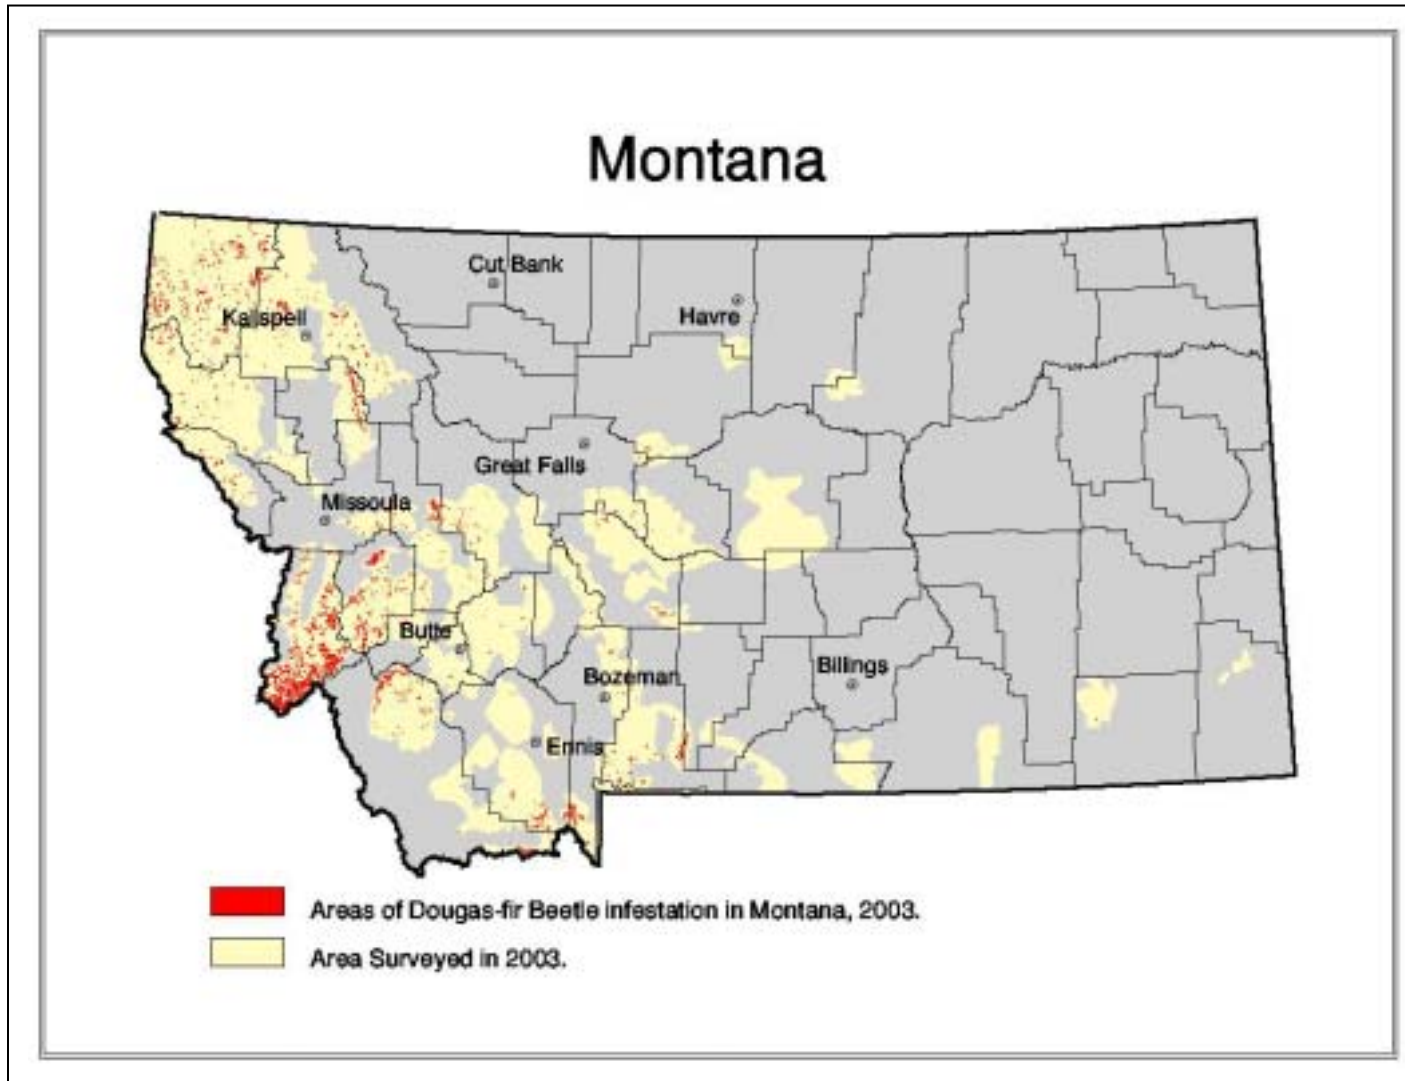 Montana
Cut Bank
Havre
Kalispell
Great Falls
Missoula
Butte
Billings
Bozeman
Ennis
Areas of Dougas-fir Beetle infestation in Montana, 2003.
Area Surveyed in 2003.